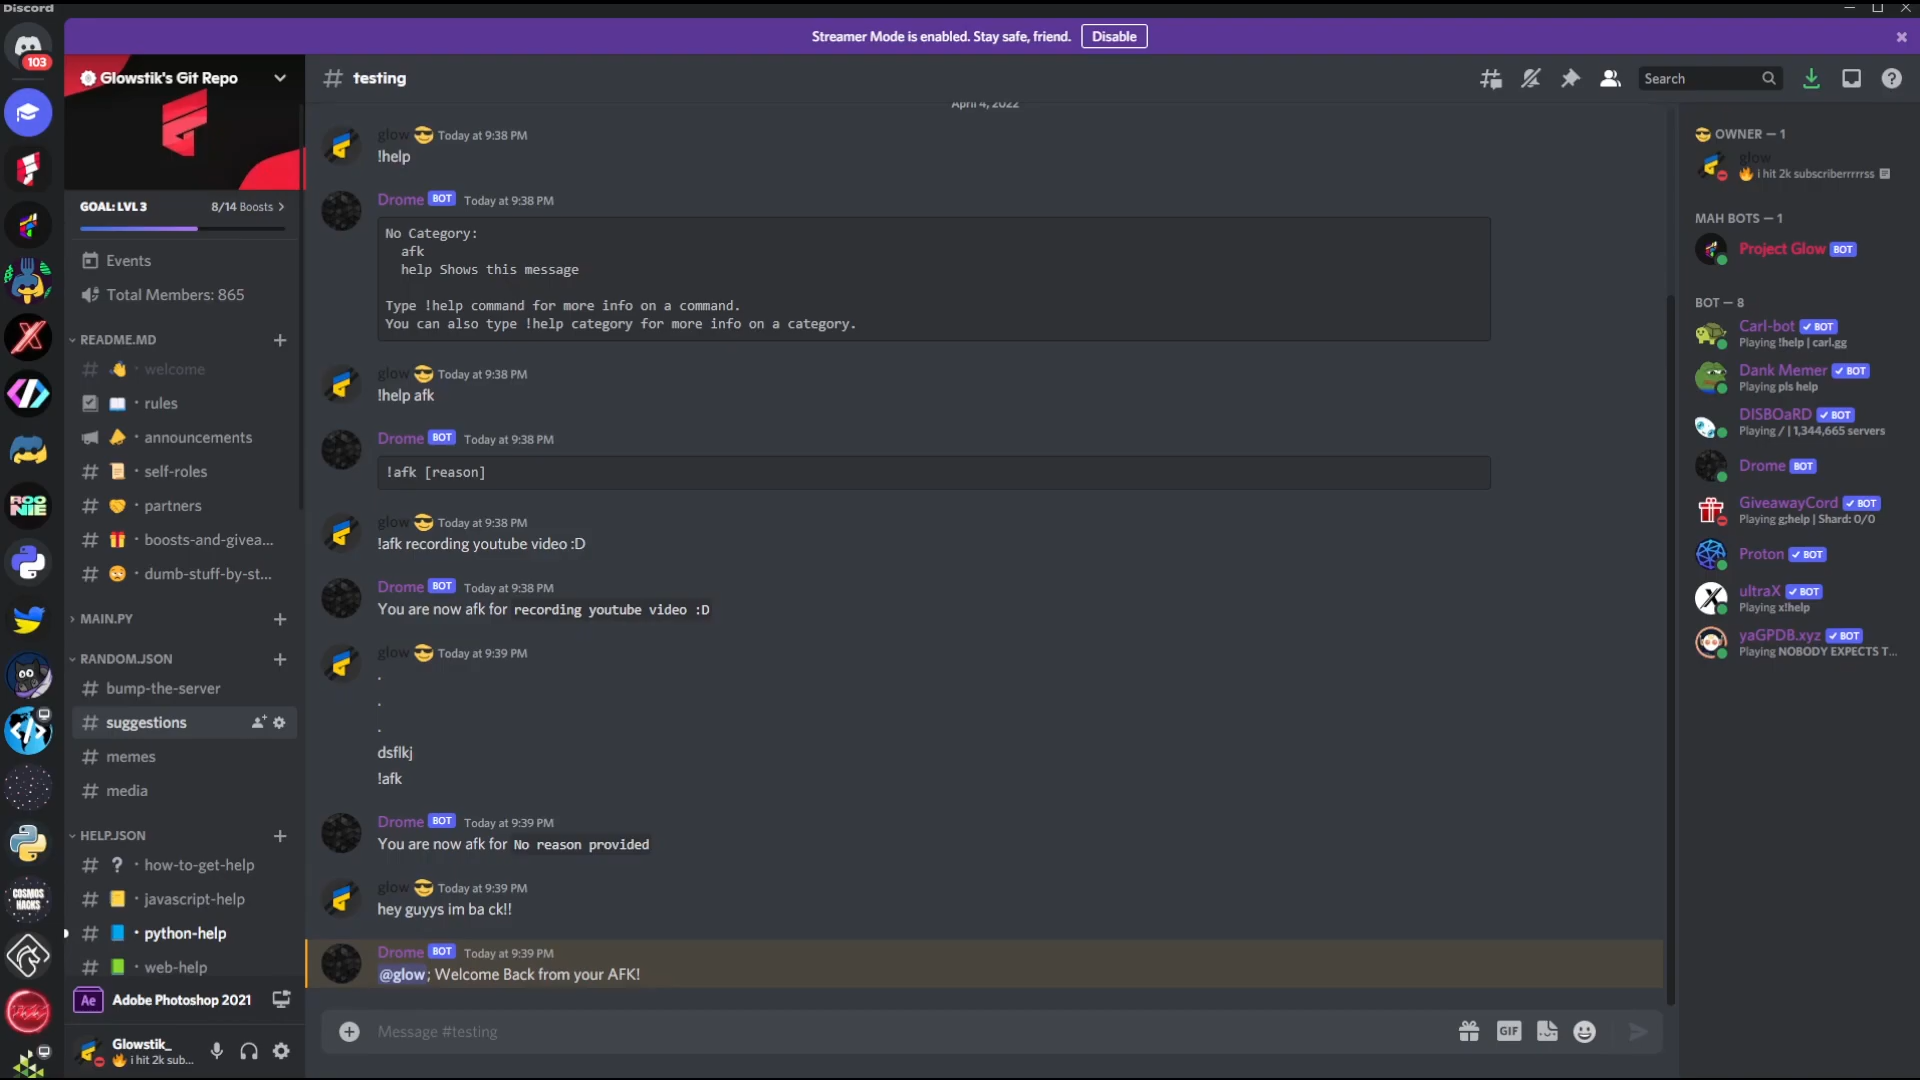 Discord
Streamer Mode is enabled. Stay safe, friend. Disable
103
Glowstik's Git Repo
GOAL: LVL 3 8/14 Boosts
Events
Total Members: 865
README.MD
welcome
rules
announcements
self-roles
partners
boosts-and-givea...
dumb-stuff-by-st...
MAIN.PY
RANDOM.JSON
bump-the-server
suggestions
memes
media
HELP.JSON
how-to-get-help
javascript-help
python-help
web-help
Ae Adobe Photoshop 2021
Glowstik_
i hit 2k sub...
ROO
NIE
COSMOS
HACKS
# testing
Search
April 4, 2022
glow Today at 9:38 PM
!help
Drome BOT Today at 9:38 PM
No Category:
afk
help Shows this message
Type !help command for more info on a command.
You can also type !help category for more info on a category.
glow Today at 9:38 PM
!help afk
Drome BOT Today at 9:38 PM
!afk [reason]
glow Today at 9:38 PM
!afk recording youtube video :D
Drome BOT Today at 9:38 PM
You are now afk for recording youtube video :D
glow Today at 9:39 PM
.
.
.
dsflkj
!afk
Drome BOT Today at 9:39 PM
You are now afk for No reason provided
glow Today at 9:39 PM
hey guyys im ba ck!!
Drome BOT Today at 9:39 PM
@glow; Welcome Back from your AFK!
Message #testing
GIF
OWNER — 1
glow
i hit 2k subscriberrrrrss
MAH BOTS — 1
Project Glow BOT
BOT — 8
Carl-bot BOT
Playing !help | carl.gg
Dank Memer BOT
Playing pls help
DISBOaRD BOT
Playing / | 1,344,665 servers
Drome BOT
GiveawayCord BOT
Playing g;help | Shard: 0/0
Proton BOT
ultraX BOT
Playing x!help
yaGPDB.xyz BOT
Playing NOBODY EXPECTS T...